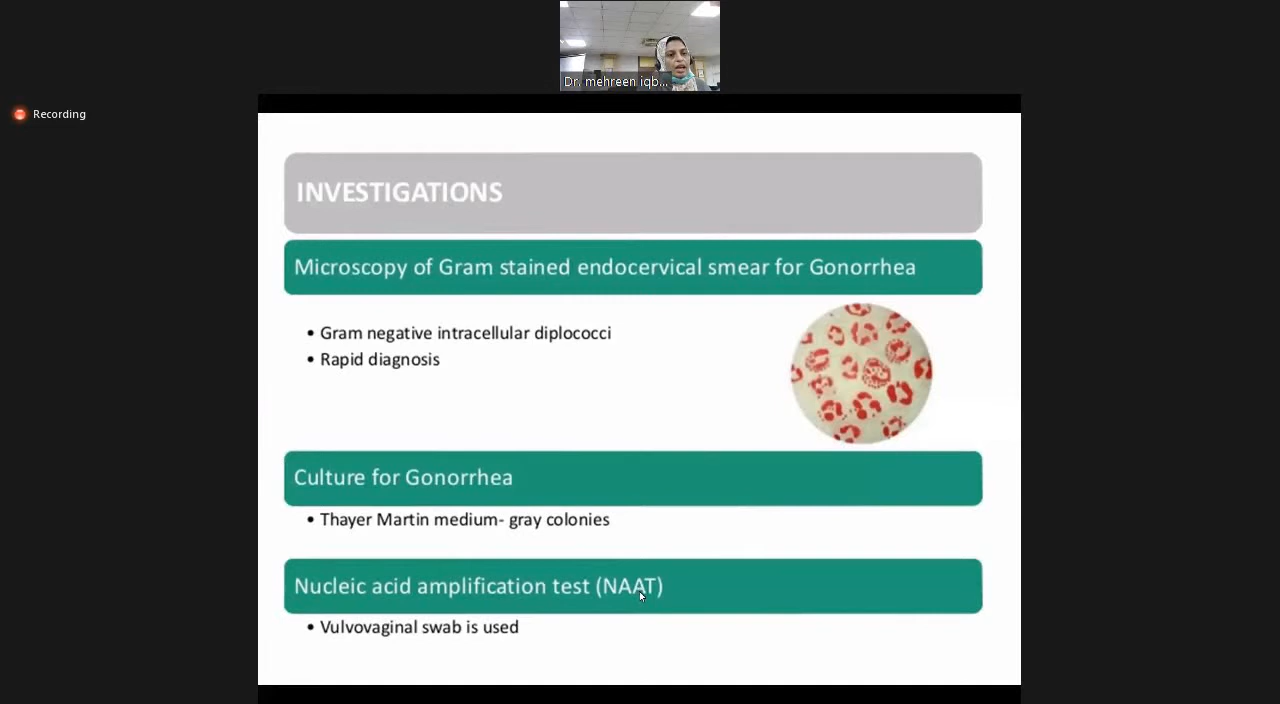 Dr. mehreen iqb...
Recording
INVESTIGATIONS
Microscopy of Gram stained endocervical smear for Gonorrhea
• Gram negative intracellular diplococci
• Rapid diagnosis
Culture for Gonorrhea
• Thayer Martin medium- gray colonies
Nucleic acid amplification test (NAAT)
• Vulvovaginal swab is used